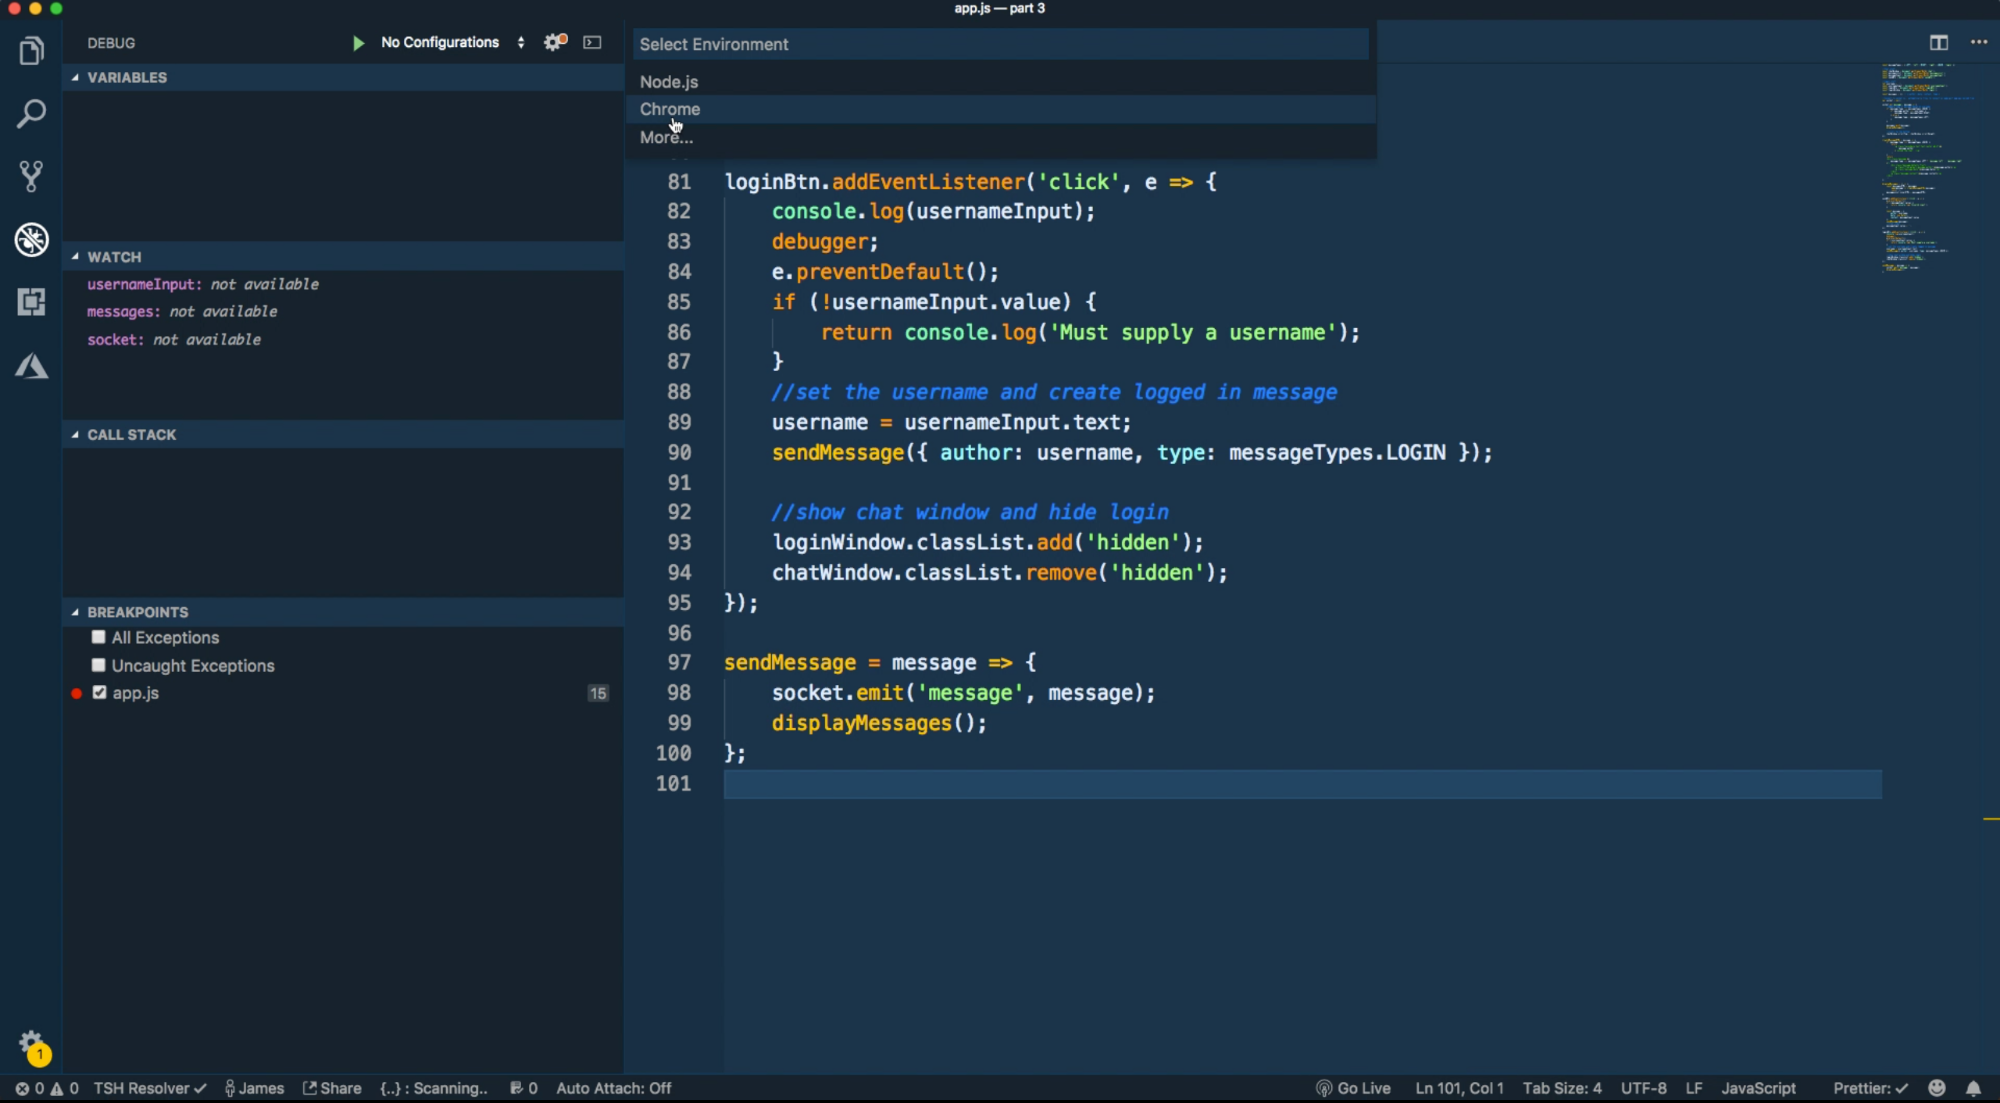 app.js — part 3
DEBUG
No Configurations
VARIABLES
WATCH
usernameInput: not available
messages: not available
socket: not available
CALL STACK
BREAKPOINTS
All Exceptions
Uncaught Exceptions
app.js
15
Select Environment
Node.js
Chrome
More...
81 loginBtn.addEventListener('click', e => {
82 console.log(usernameInput);
83 debugger;
84 e.preventDefault();
85 if (!usernameInput.value) {
86 return console.log('Must supply a username');
87 }
88 //set the username and create logged in message
89 username = usernameInput.text;
90 sendMessage({ author: username, type: messageTypes.LOGIN });
91
92 //show chat window and hide login
93 loginWindow.classList.add('hidden');
94 chatWindow.classList.remove('hidden');
95 });
96
97 sendMessage = message => {
98 socket.emit('message', message);
99 displayMessages();
100 };
101
1
0 0 TSH Resolver James Share {..} : Scanning.. 0 Auto Attach: Off Go Live Ln 101, Col 1 Tab Size: 4 UTF-8 LF JavaScript Prettier: